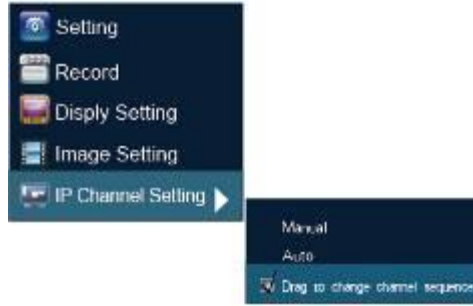 Setting
Record
Disply Setting
Image Setting
IP Channel Setting
Manual
Auto
Drag to change channel sequence